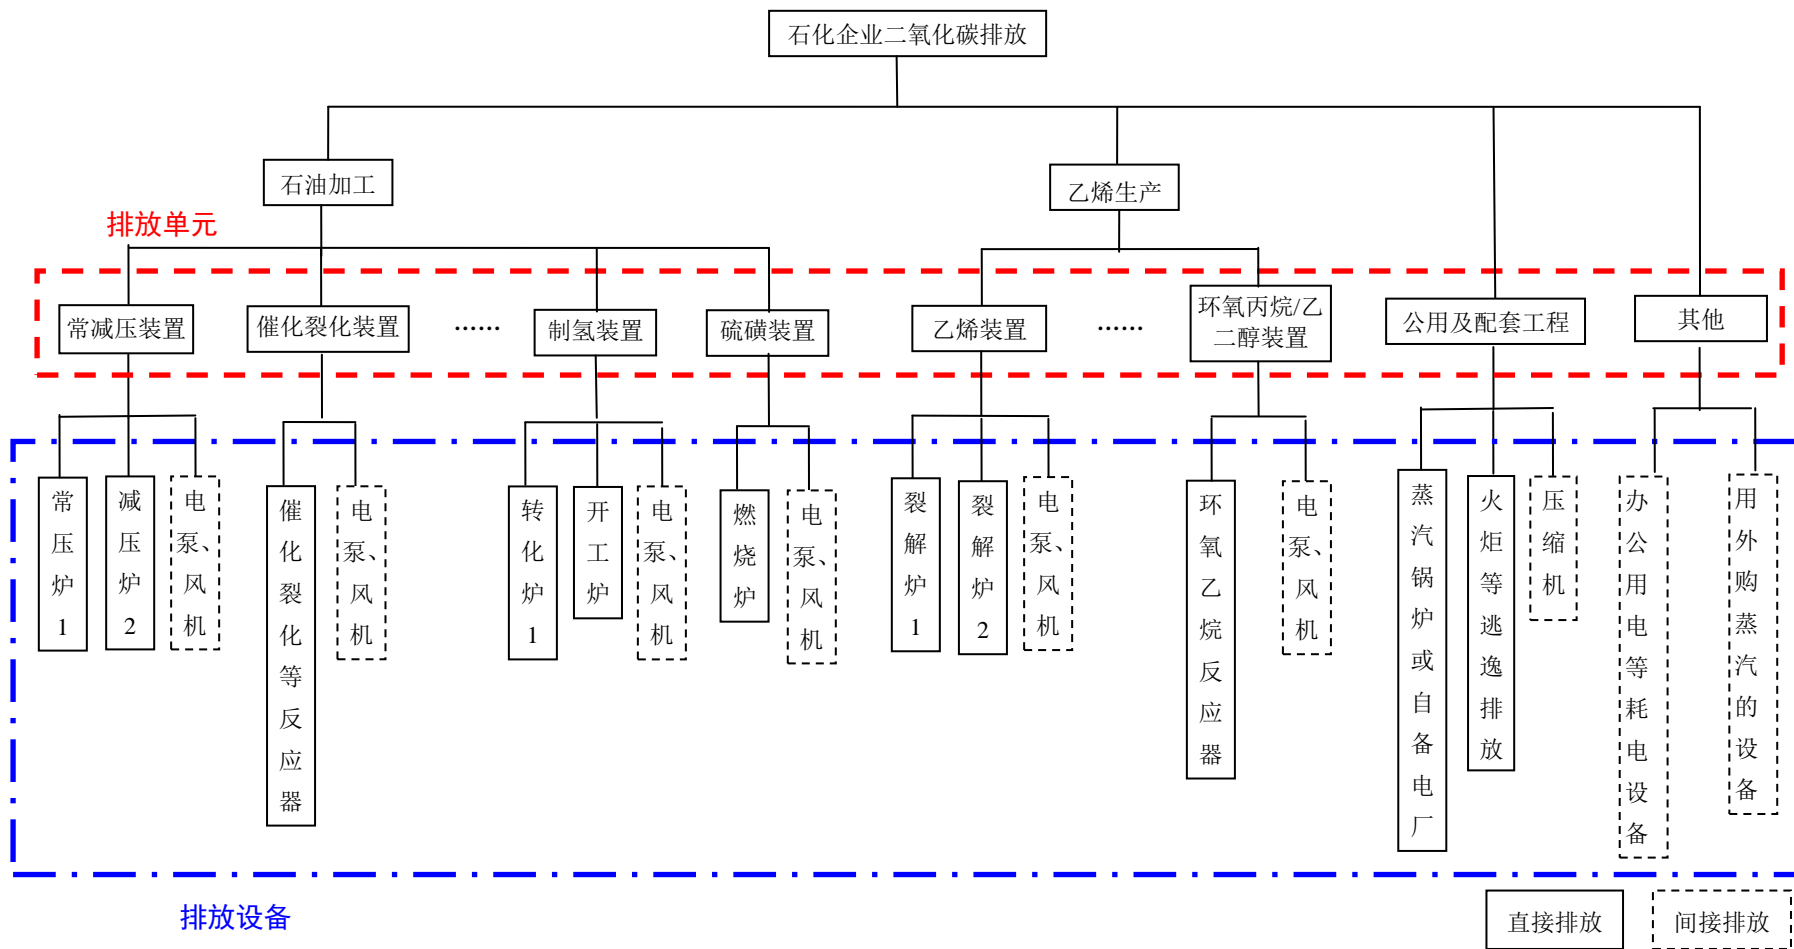 石化企业二氧化碳排放
石油加工
乙烯生产
排放单元
常减压装置
催化裂化装置
……
制氢装置
硫磺装置
乙烯装置
……
环氧丙烷/乙
二醇装置
公用及配套工程
其他
常压炉1
减压炉2
电泵、风机
催化裂化等反应器
电泵、风机
转化炉1
开工炉
电泵、风机
燃烧炉
电泵、风机
裂解炉1
裂解炉2
电泵、风机
环氧乙烷反应器
电泵、风机
蒸汽锅炉或自备电厂
火炬等逃逸排放
压缩机
办公用电等耗电设备
用外购蒸汽的设备
排放设备
直接排放
间接排放